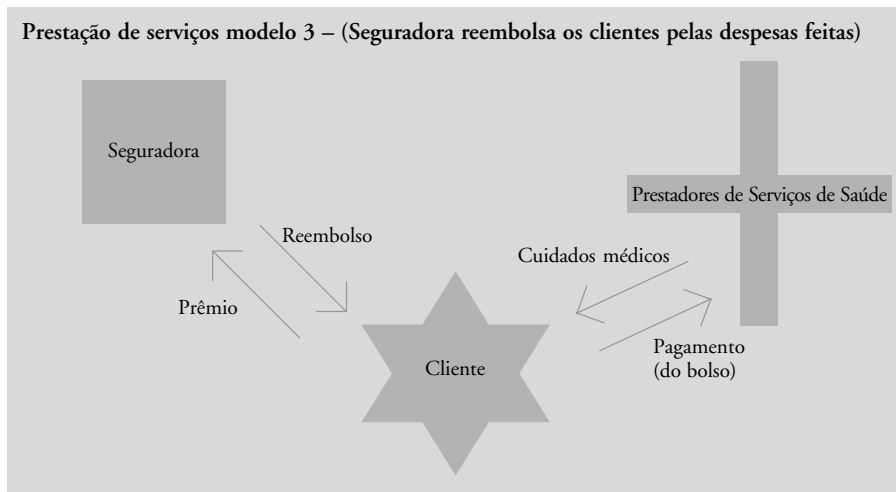 Prestação de serviços modelo 3 – (Seguradora reembolsa os clientes pelas despesas feitas)
Seguradora
Prestadores de Serviços de Saúde
Reembolso
Cuidados médicos
Prêmio
Pagamento
(do bolso)
Cliente